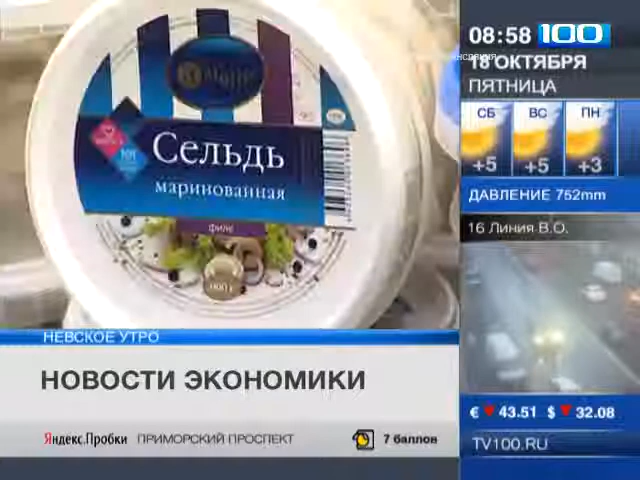 Сельдь
маринованная
филе
08:58 100
18 ОКТЯБРЯ
ПЯТНИЦА
СБ ВС ПН
+5 +5 +3
ДАВЛЕНИЕ 752mm
16 Линия В.О.
€ 43.51 $ 32.08
TV100.RU
НЕВСКОЕ УТРО
НОВОСТИ ЭКОНОМИКИ
Яндекс.Пробки ПРИМОРСКИЙ ПРОСПЕКТ 7 баллов